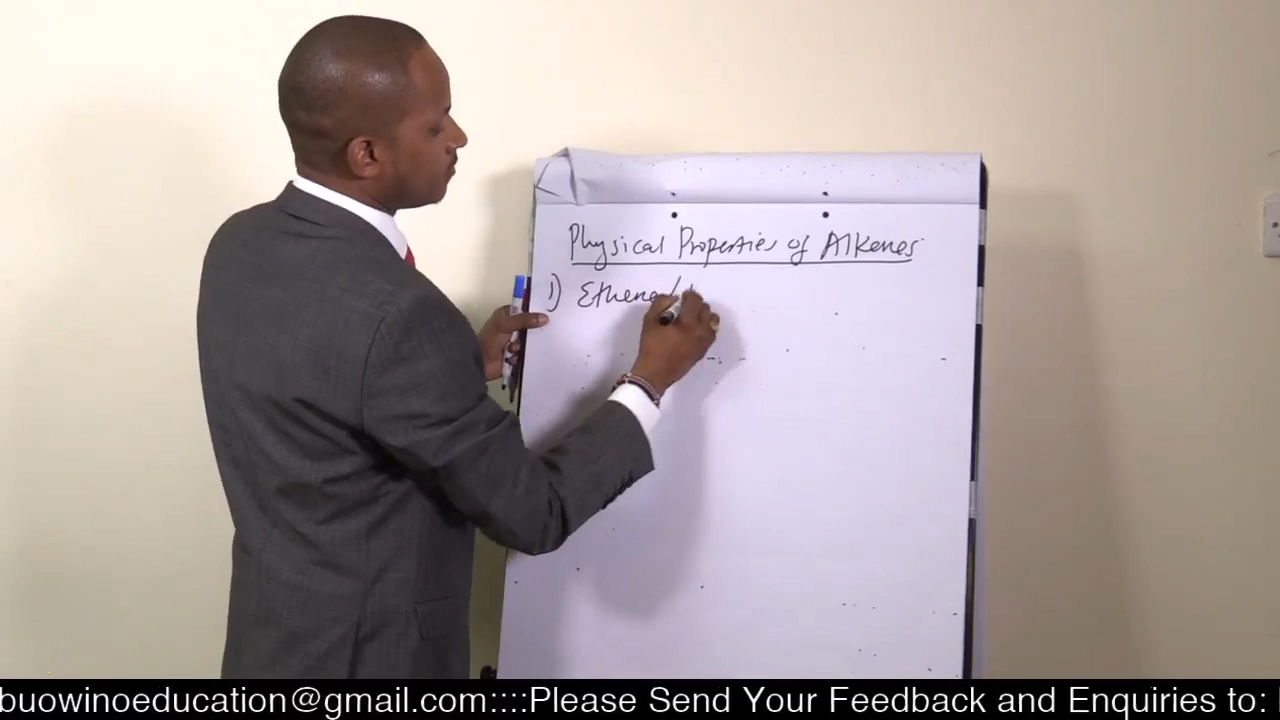 Physical Properties of Alkenes
1) Ethene/
buowinoeducation@gmail.com::::Please Send Your Feedback and Enquiries to: